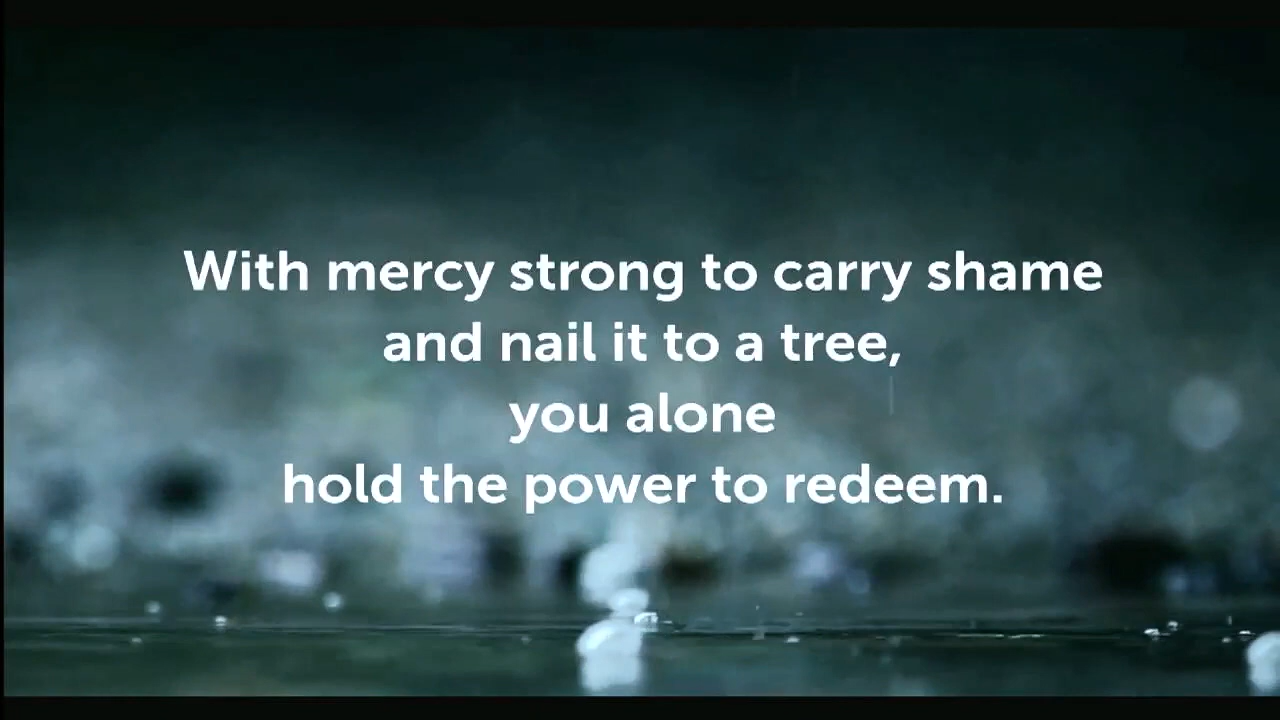 With mercy strong to carry shame
and nail it to a tree,
you alone
hold the power to redeem.